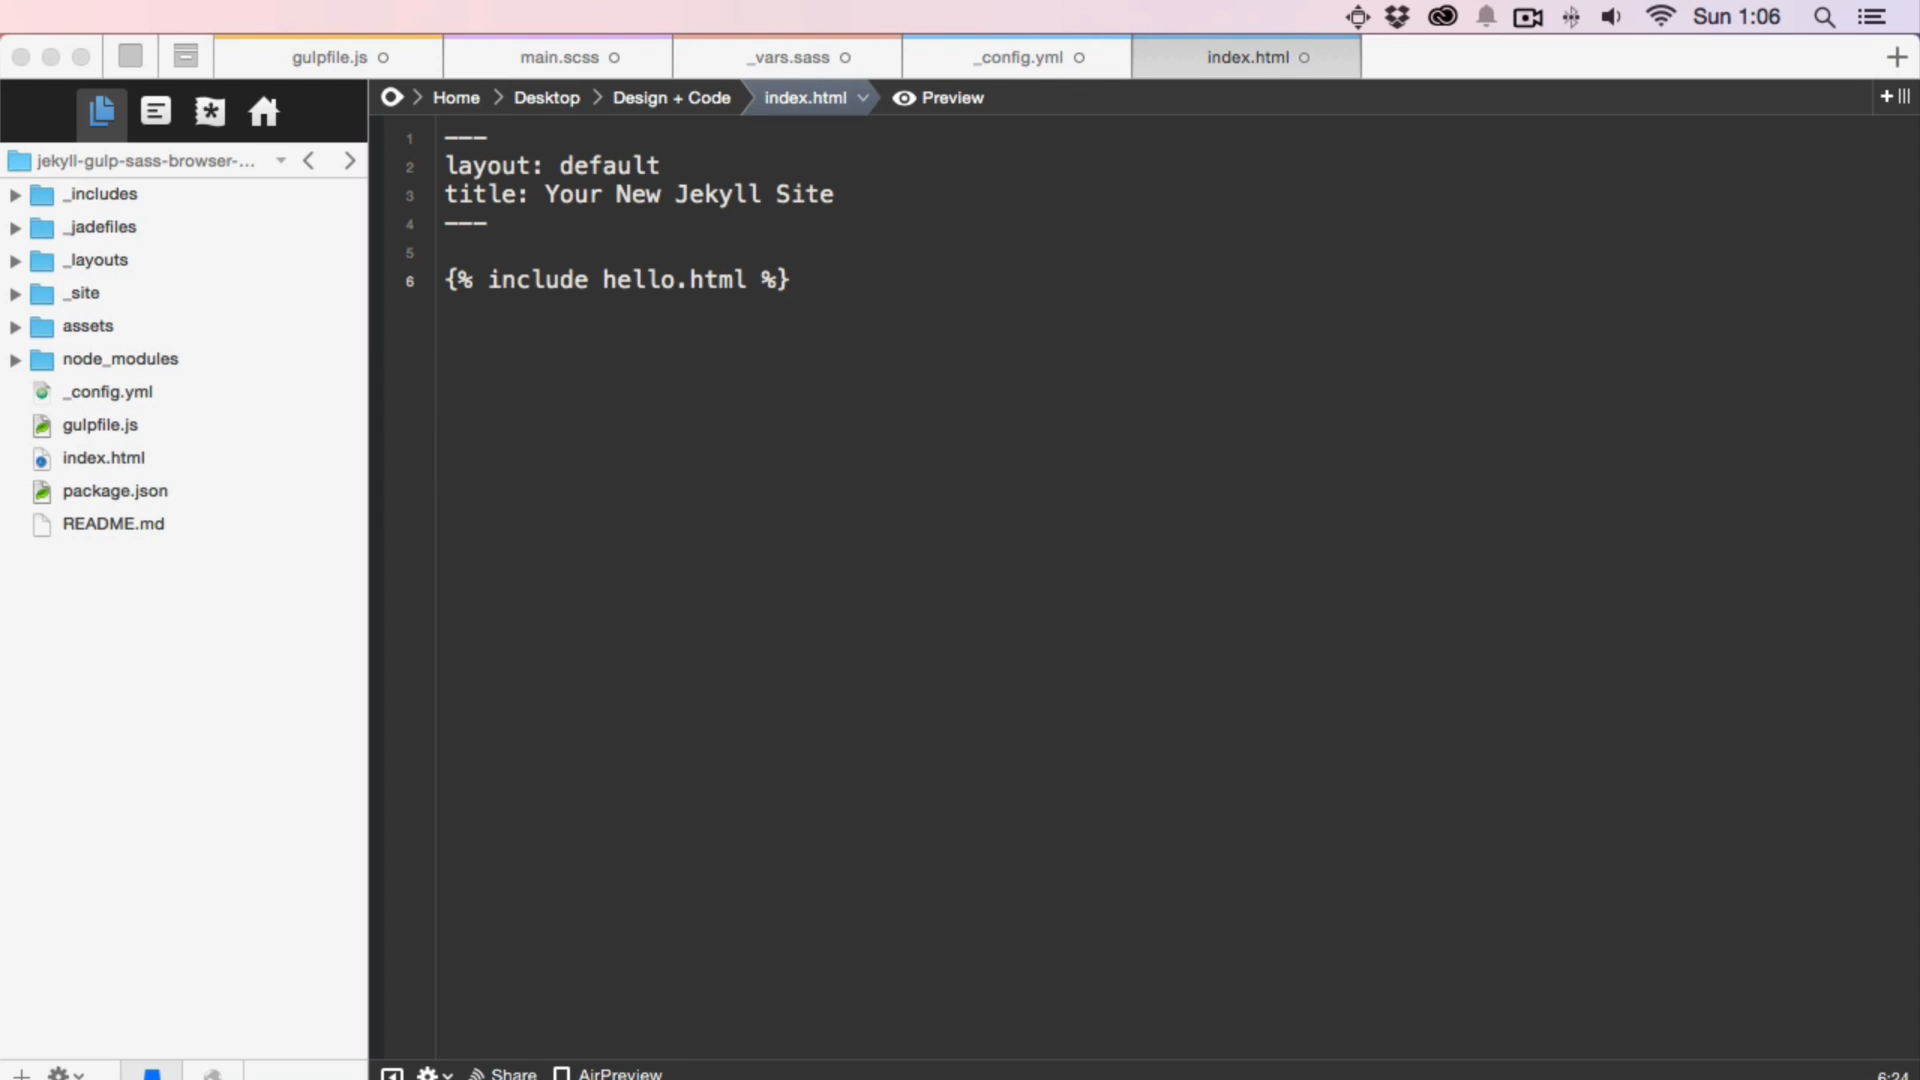 Sun 1:06
gulpfile.js
main.scss
_vars.sass
_config.yml
index.html
Home
Desktop
Design + Code
index.html
Preview
jekyll-gulp-sass-browser-...
_includes
_jadefiles
_layouts
_site
assets
node_modules
_config.yml
gulpfile.js
index.html
package.json
README.md
1 ---
2 layout: default
3 title: Your New Jekyll Site
4 ---
5
6 {% include hello.html %}
Share
AirPreview
6:24